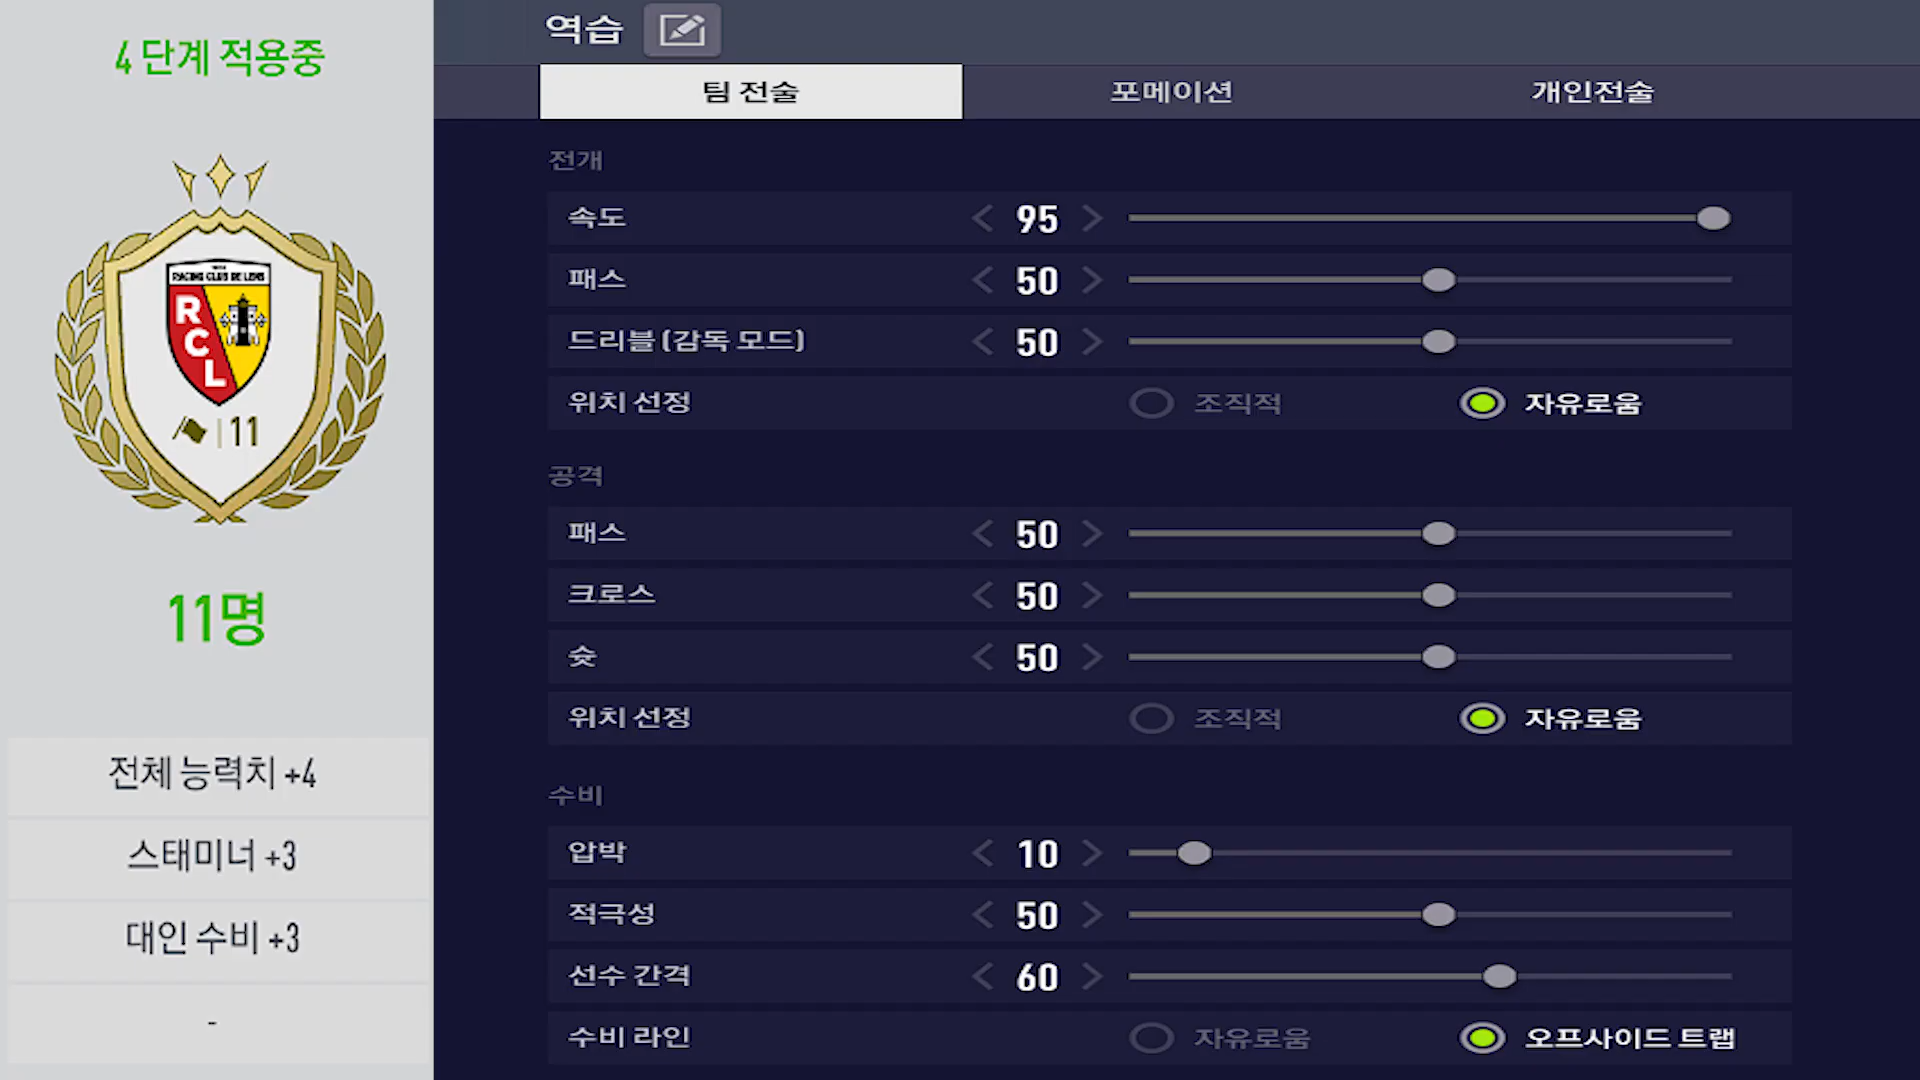 4 단계 적용중
RACING CLUB DE LENS
R
C
L
11
11명
전체 능력치 +4
스태미너 +3
대인 수비 +3
-
역습
팀 전술 포메이션 개인전술
전개
속도 95
패스 50
드리블 (감독 모드) 50
위치 선정 조직적 자유로움
공격
패스 50
크로스 50
슛 50
위치 선정 조직적 자유로움
수비
압박 10
적극성 50
선수 간격 60
수비 라인 자유로움 오프사이드 트랩